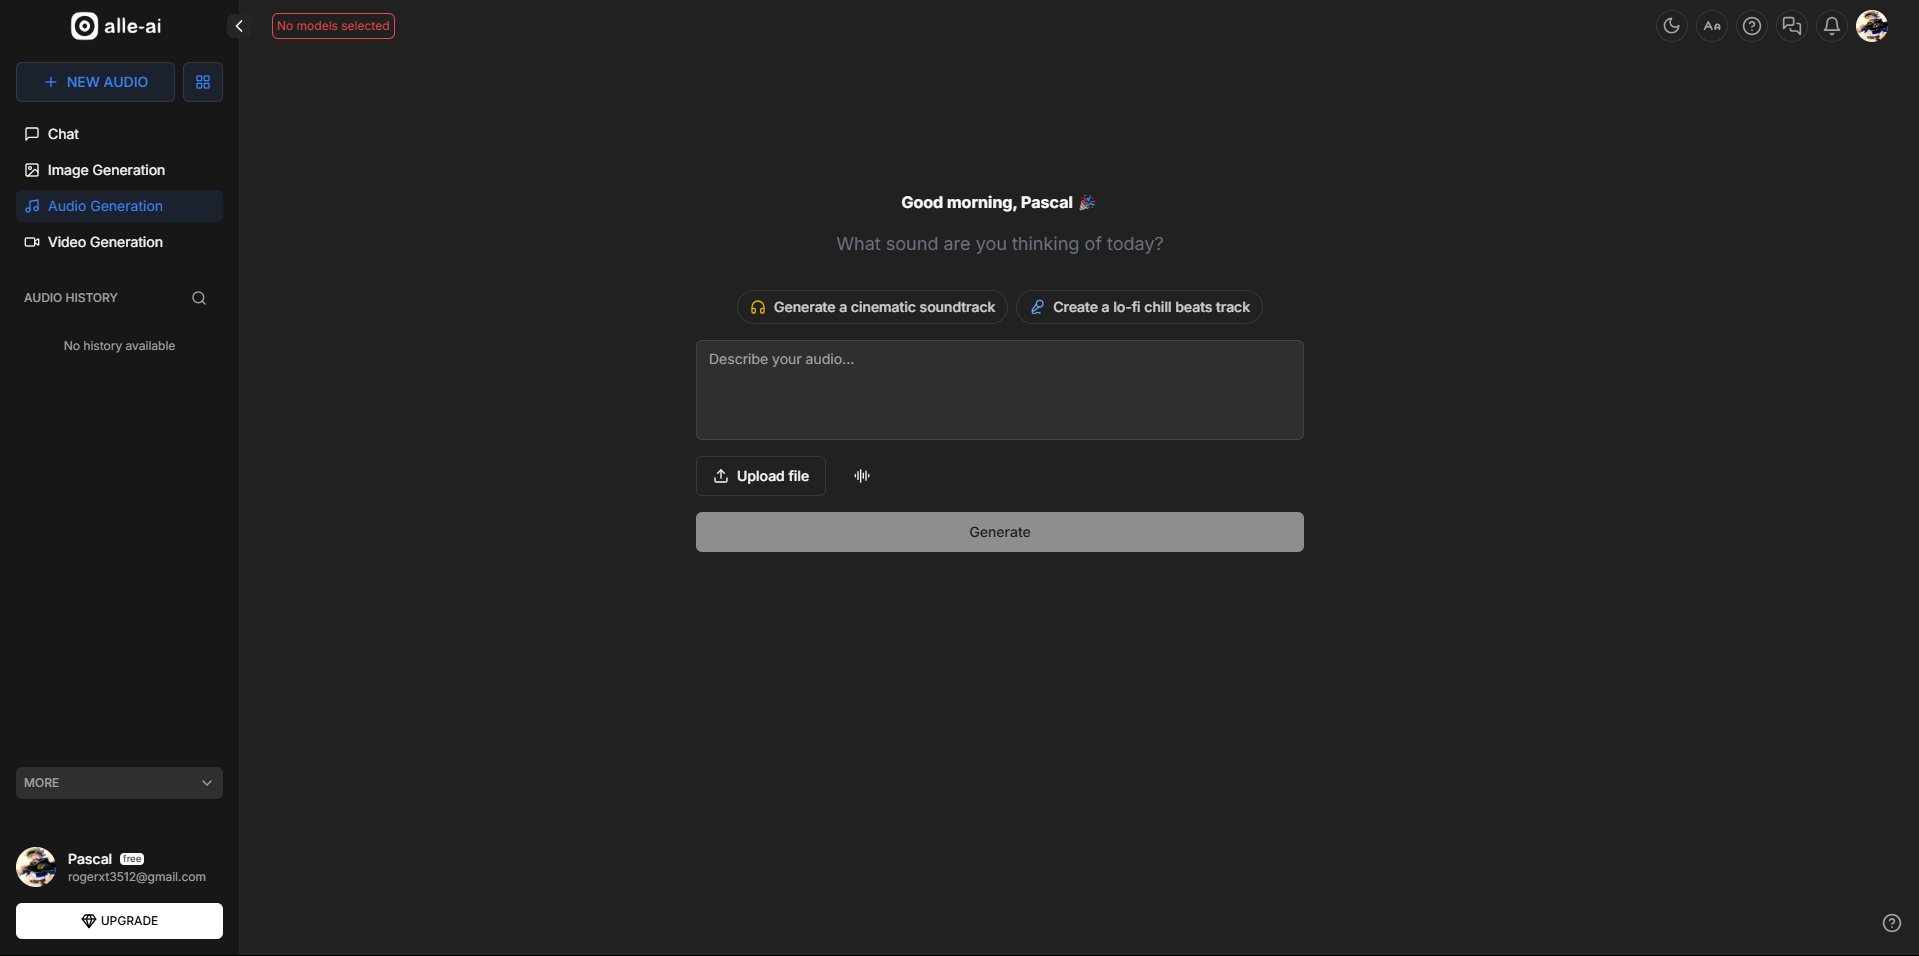 alle-ai
No models selected
NEW AUDIO
Chat
Image Generation
Audio Generation
Video Generation
AUDIO HISTORY
No history available
Good morning, Pascal 🎉
What sound are you thinking of today?
Generate a cinematic soundtrack
Create a lo-fi chill beats track
Describe your audio...
Upload file
Generate
MORE
Pascal free
rogerxt3512@gmail.com
UPGRADE